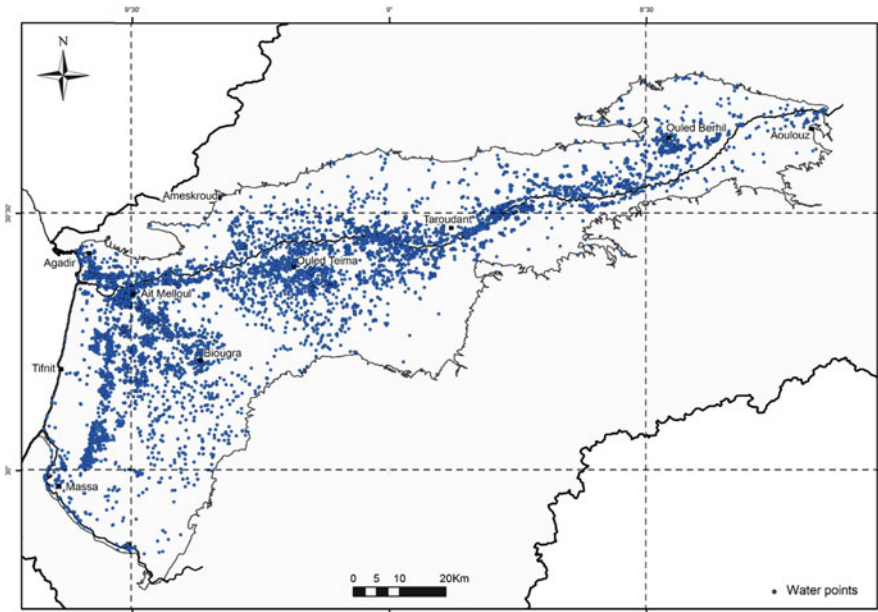 9°30' 9° 8°30'
N
Ouled Berhil
Aoulouz
Ameskroud
30°30'
Taroudant
Agadir
Ouled Teima
Ait Melloul
Biougra
Tifnit
30°
Massa
0 5 10 20Km
Water points